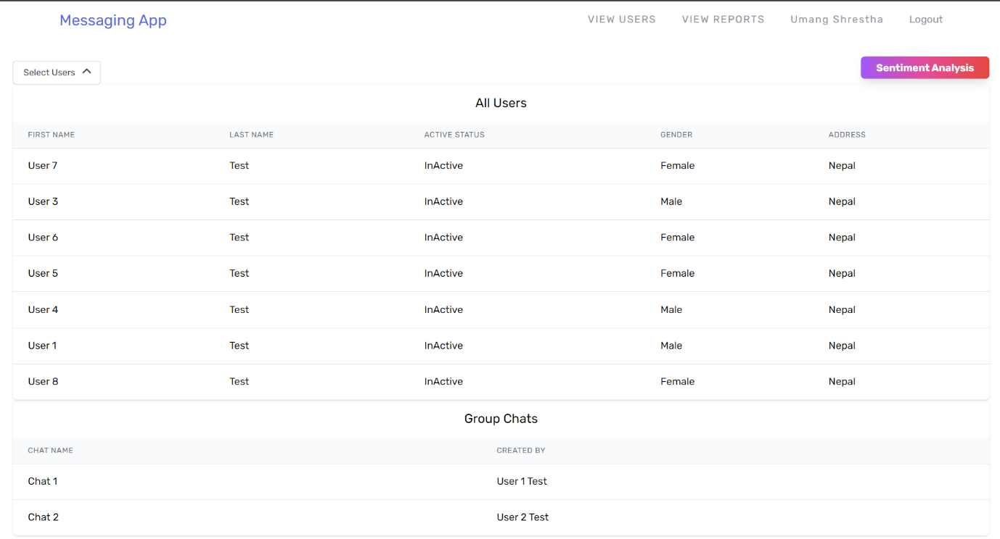 Messaging App VIEW USERS VIEW REPORTS Umang Shrestha Logout
Select Users Sentiment Analysis
All Users
FIRST NAME LAST NAME ACTIVE STATUS GENDER ADDRESS
User 7 Test InActive Female Nepal
User 3 Test InActive Male Nepal
User 6 Test InActive Female Nepal
User 5 Test InActive Female Nepal
User 4 Test InActive Male Nepal
User 1 Test InActive Male Nepal
User 8 Test InActive Female Nepal
Group Chats
CHAT NAME CREATED BY
Chat 1 User 1 Test
Chat 2 User 2 Test